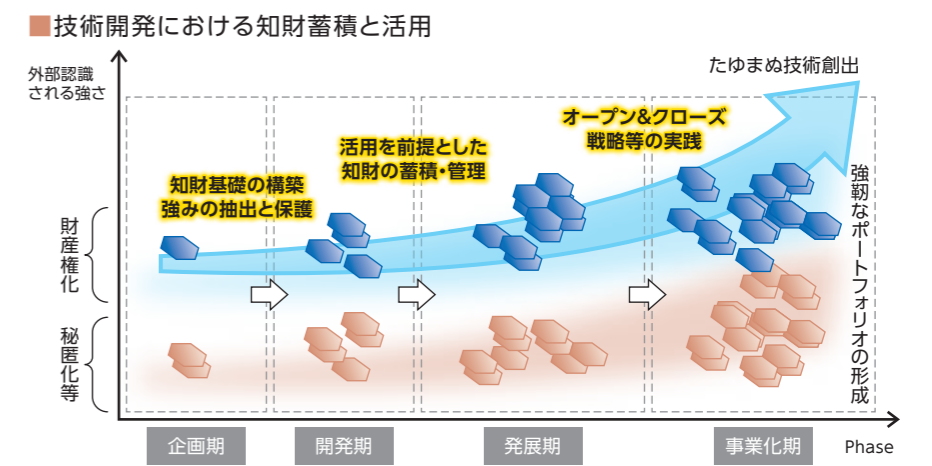 技術開発における知財蓄積と活用
外部認識
される強さ
たゆまぬ技術創出
オープン&クローズ
戦略等の実践
活用を前提とした
知財の蓄積・管理
知財基礎の構築
強みの抽出と保護
財産権化
秘匿化等
強靭なポートフォリオの形成
企画期
開発期
発展期
事業化期
Phase